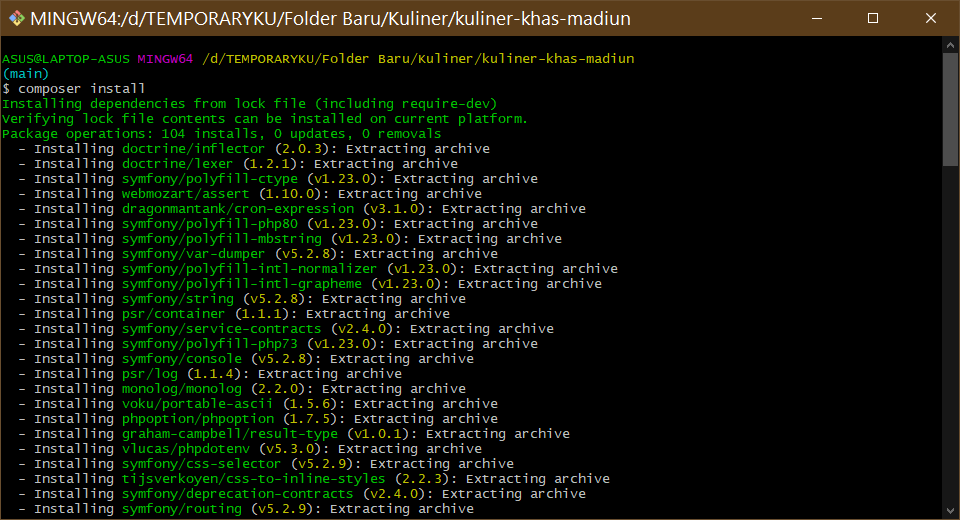 MINGW64:/d/TEMPORARYKU/Folder Baru/Kuliner/kuliner-khas-madiun
ASUS@LAPTOP-ASUS MINGW64 /d/TEMPORARYKU/Folder Baru/Kuliner/kuliner-khas-madiun
(main)
$ composer install
Installing dependencies from lock file (including require-dev)
Verifying lock file contents can be installed on current platform.
Package operations: 104 installs, 0 updates, 0 removals
- Installing doctrine/inflector (2.0.3): Extracting archive
- Installing doctrine/lexer (1.2.1): Extracting archive
- Installing symfony/polyfill-ctype (v1.23.0): Extracting archive
- Installing webmozart/assert (1.10.0): Extracting archive
- Installing dragonmantank/cron-expression (v3.1.0): Extracting archive
- Installing symfony/polyfill-php80 (v1.23.0): Extracting archive
- Installing symfony/polyfill-mbstring (v1.23.0): Extracting archive
- Installing symfony/var-dumper (v5.2.8): Extracting archive
- Installing symfony/polyfill-intl-normalizer (v1.23.0): Extracting archive
- Installing symfony/polyfill-intl-grapheme (v1.23.0): Extracting archive
- Installing symfony/string (v5.2.8): Extracting archive
- Installing psr/container (1.1.1): Extracting archive
- Installing symfony/service-contracts (v2.4.0): Extracting archive
- Installing symfony/polyfill-php73 (v1.23.0): Extracting archive
- Installing symfony/console (v5.2.8): Extracting archive
- Installing psr/log (1.1.4): Extracting archive
- Installing monolog/monolog (2.2.0): Extracting archive
- Installing voku/portable-ascii (1.5.6): Extracting archive
- Installing phpoption/phpoption (1.7.5): Extracting archive
- Installing graham-campbell/result-type (v1.0.1): Extracting archive
- Installing vlucas/phpdotenv (v5.3.0): Extracting archive
- Installing symfony/css-selector (v5.2.9): Extracting archive
- Installing tijsverkoyen/css-to-inline-styles (2.2.3): Extracting archive
- Installing symfony/deprecation-contracts (v2.4.0): Extracting archive
- Installing symfony/routing (v5.2.9): Extracting archive